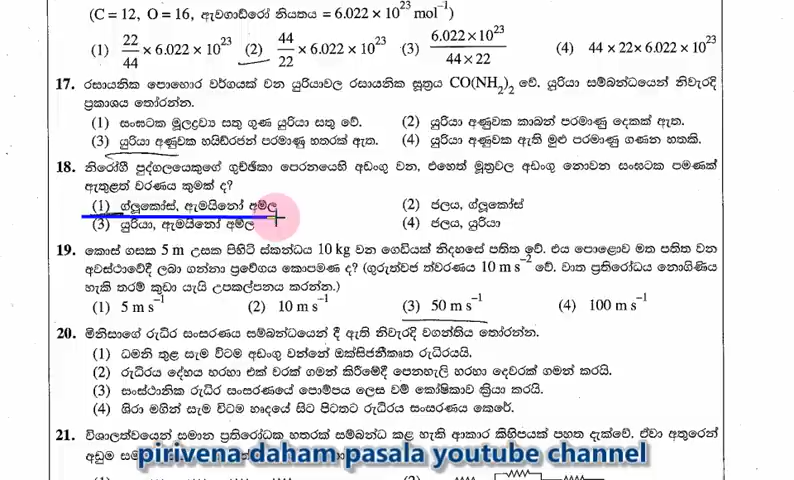 (C = 12, O = 16, ඇවගාඩ්රෝ නියතය = 6.022 × 10²³ mol⁻¹)
(1) 22/44 × 6.022 × 10²³ (2) 44/22 × 6.022 × 10²³ (3) 6.022 × 10²³/44 × 22 (4) 44 × 22× 6.022 × 10²³
17. රසායනික පොහොර වර්ගයක් වන යූරියාවල රසායනික සූත්‍රය CO(NH₂)₂ වේ. යූරියා සම්බන්ධයෙන් නිවැරදි
ප්‍රකාශය තෝරන්න.
(1) සංඝටක මූලද්‍රව්‍ය සතු ගුණ යූරියා සතු වේ. (2) යූරියා අණුවක කාබන් පරමාණු දෙකක් ඇත.
(3) යූරියා අණුවක හයිඩ්රජන් පරමාණු හතරක් ඇත. (4) යූරියා අණුවක ඇති මුළු පරමාණු ගණන හතකි.
18. නිරෝගී පුද්ගලයෙකුගේ ගුච්ඡිකා පෙරනයෙහි අඩංගු වන, එහෙත් මූත්‍රවල අඩංගු නොවන සංඝටක පමණක්
ඇතුළත් වරණය කුමක් ද?
(1) ග්ලූකෝස්, ඇමයිනෝ අම්ල (2) ජලය, ග්ලූකෝස්
(3) යූරියා, ඇමයිනෝ අම්ල (4) ජලය, යූරියා
19. කොස් ගසක 5 m උසක පිහිටි ස්කන්ධය 10 kg වන ගෙඩියක් නිදහසේ පතිත වේ. එය පොළොව මත පතිත වන
අවස්ථාවේදී ලබා ගන්නා ප්‍රවේගය කොපමණ ද? (ගුරුත්වජ ත්වරණය 10 m s⁻² වේ. වාත ප්‍රතිරෝධය නොගිණිය
හැකි තරම් කුඩා යැයි උපකල්පනය කරන්න.)
(1) 5 m s⁻¹ (2) 10 m s⁻¹ (3) 50 m s⁻¹ (4) 100 m s⁻¹
20. මිනිසාගේ රුධිර සංසරණය සම්බන්ධයෙන් දී ඇති නිවැරදි වගන්තිය තෝරන්න.
(1) ධමනි තුළ සැම විටම අඩංගු වන්නේ ඔක්සිජනීකෘත රුධිරයයි.
(2) රුධිරය දේහය හරහා එක් වරක් ගමන් කිරීමේදී පෙනහැලි හරහා දෙවරක් ගමන් කරයි.
(3) සංස්ථානික රුධිර සංසරණයේ පොම්පය ලෙස වම් කෝෂිකාව ක්‍රියා කරයි.
(4) ශිරා මගින් සැම විටම හෘදයේ සිට පිටතට රුධිරය සංසරණය කෙරේ.
21. විශාලත්වයෙන් සමාන ප්‍රතිරෝධක හතරක් සම්බන්ධ කළ හැකි ආකාර කිහිපයක් පහත දැක්වේ. ඒවා අතුරෙන්
අඩුම
pirivena daham pasala youtube channel